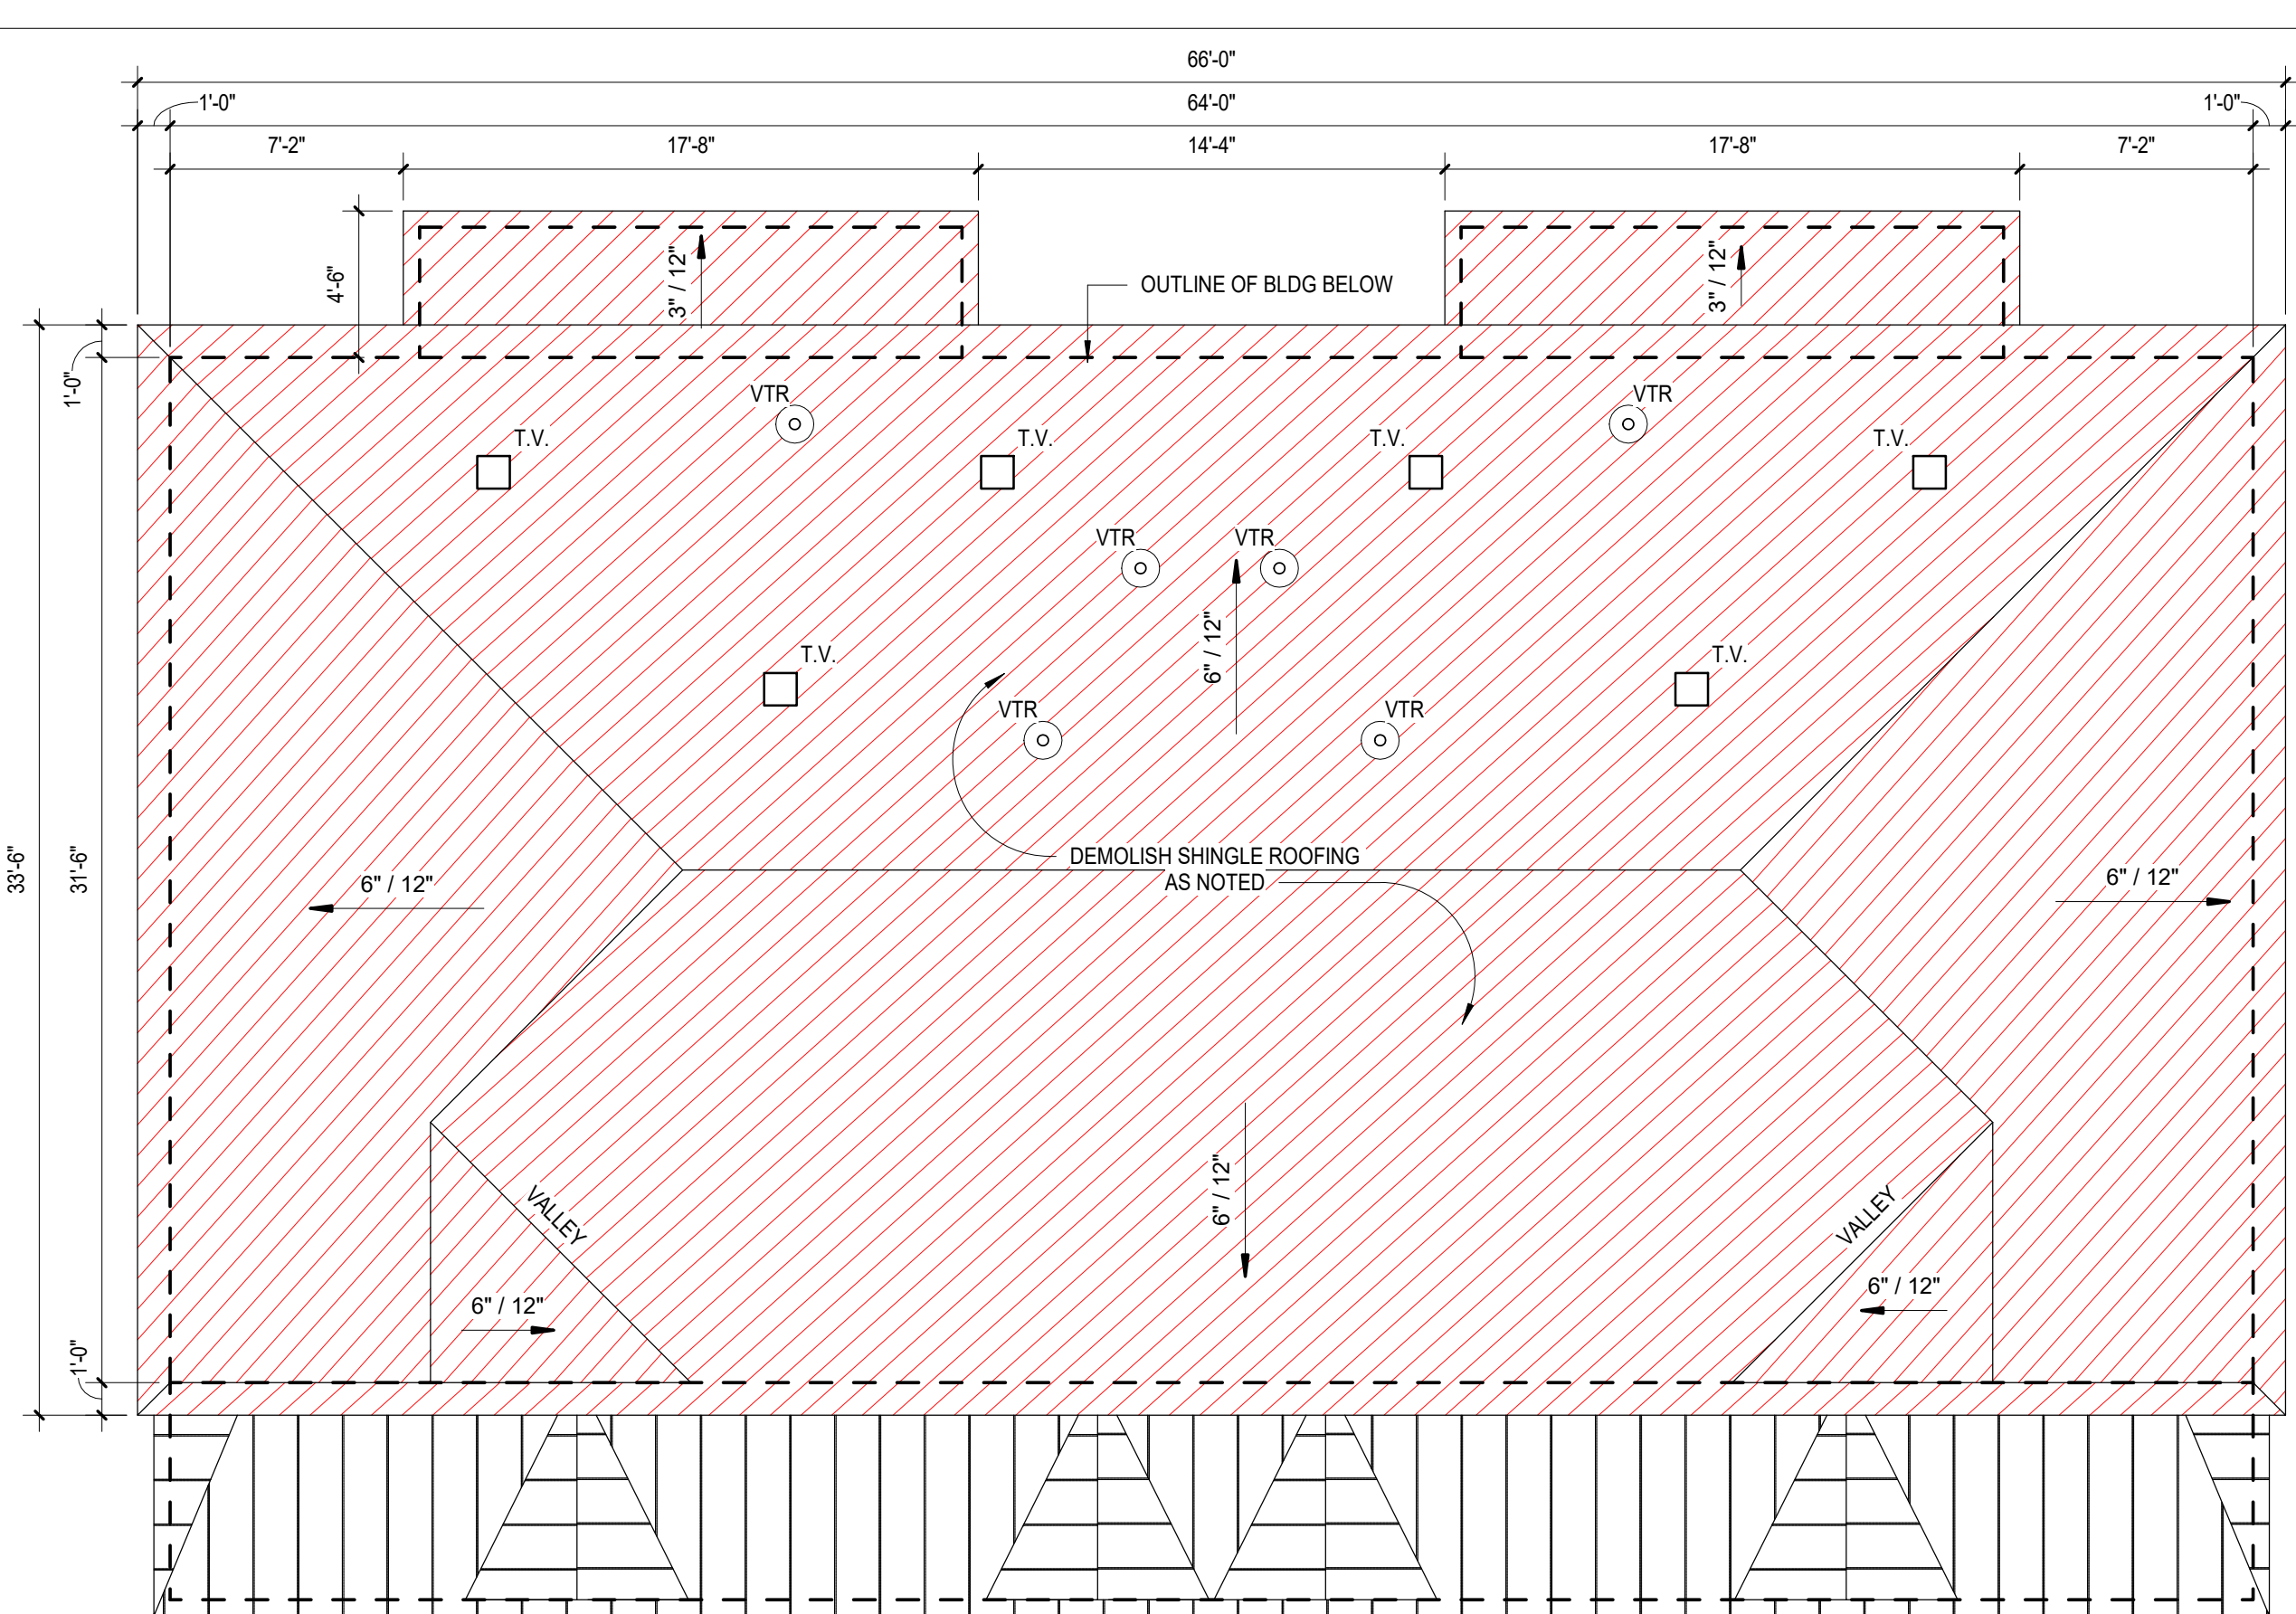 66'-0"
1'-0"
64'-0"
1'-0"
7'-2"
17'-8"
14'-4"
17'-8"
7'-2"
4'-6"
3" / 12"
OUTLINE OF BLDG BELOW
3" / 12"
1'-0"
VTR
VTR
T.V.
T.V.
T.V.
T.V.
VTR
VTR
6" / 12"
T.V.
T.V.
VTR
VTR
33'-6"
31'-6"
DEMOLISH SHINGLE ROOFING
AS NOTED
6" / 12"
6" / 12"
VALLEY
6" / 12"
VALLEY
6" / 12"
6" / 12"
1'-0"